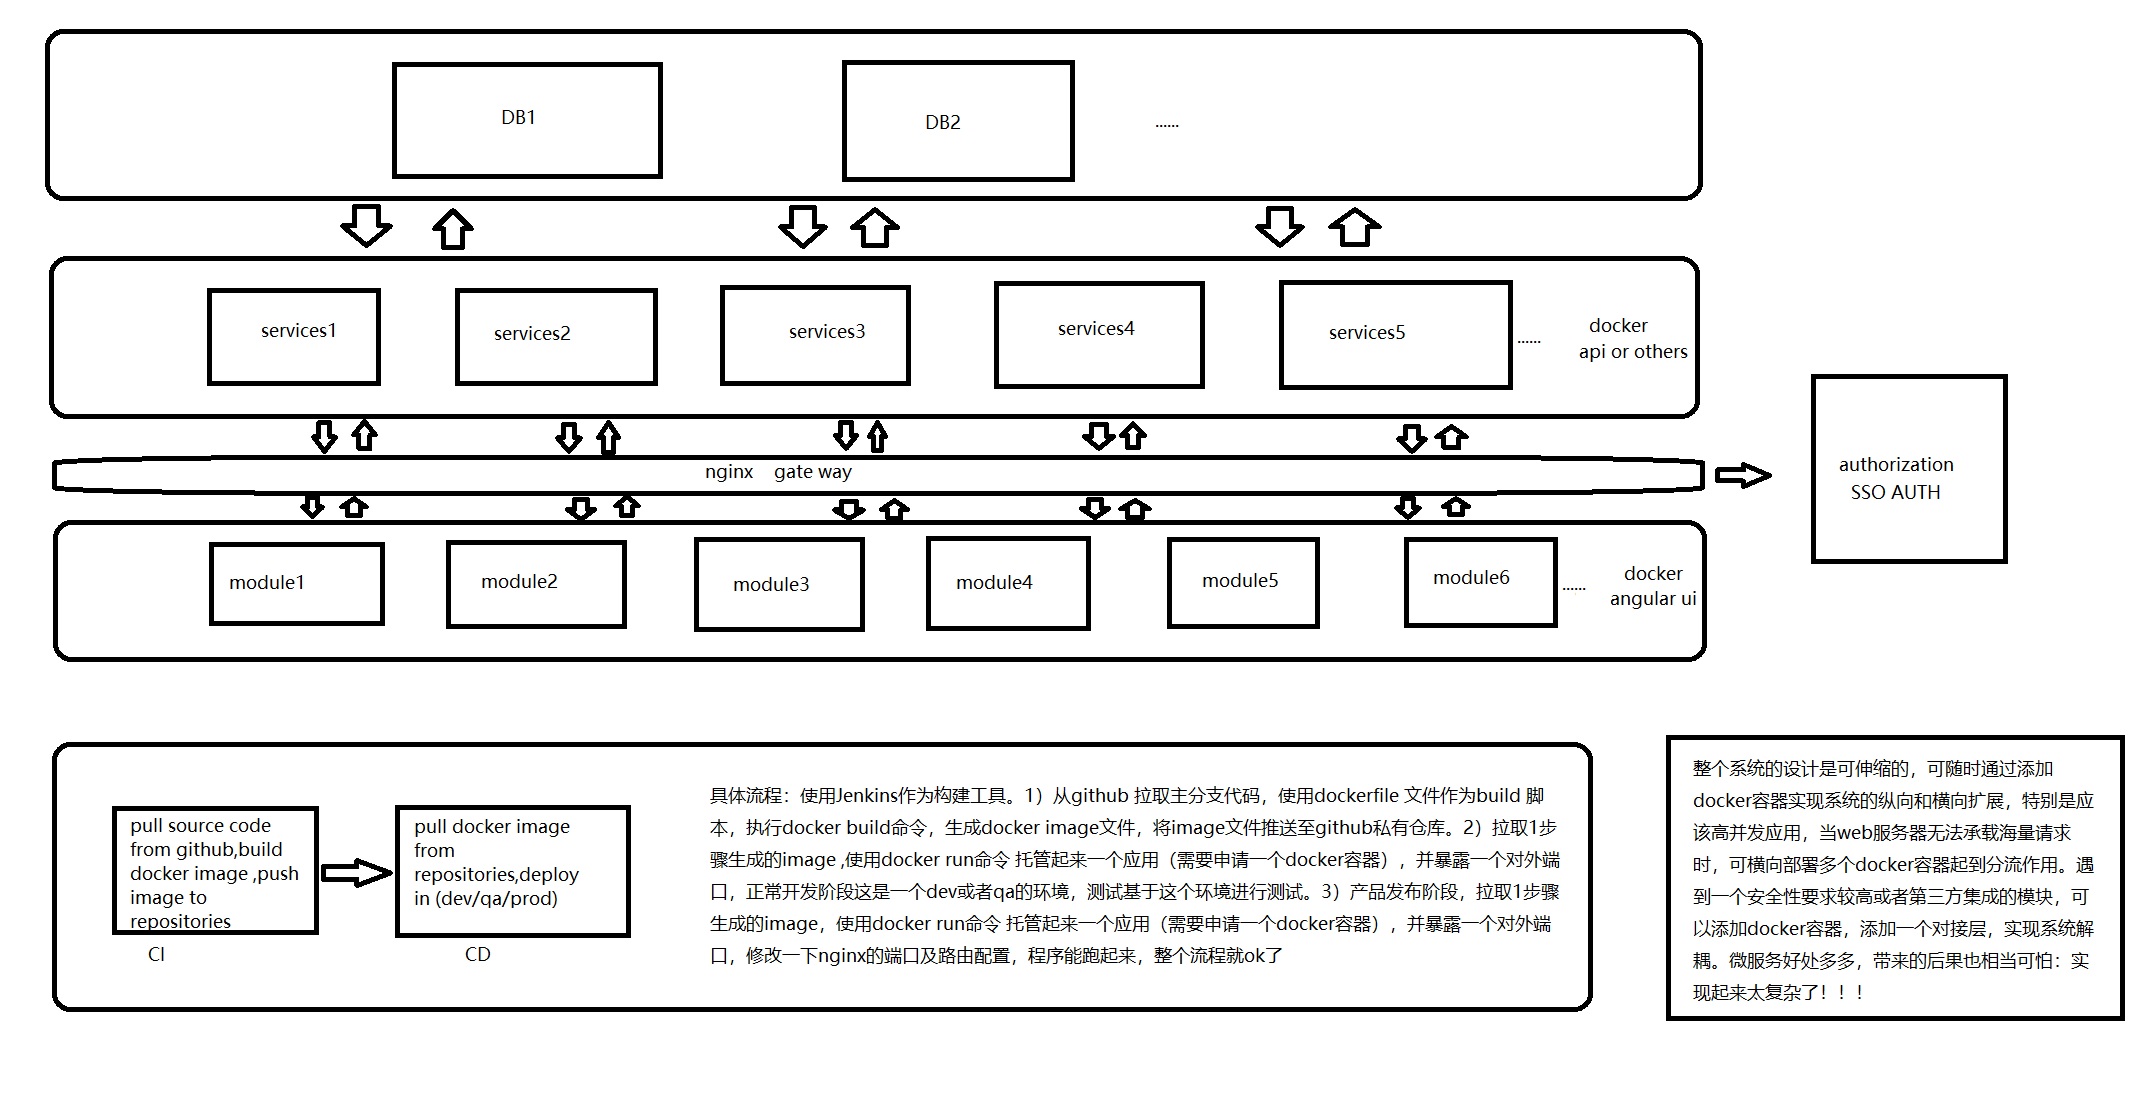 DB1
DB2
......
services1
services2
services3
services4
services5
......
docker
api or others
nginx    gate way
authorization
SSO AUTH
module1
module2
module3
module4
module5
module6
......
docker
angular ui
pull source code
from github,build
docker image ,push
image to
repositories
CI
pull docker image
from
repositories,deploy
in (dev/qa/prod)
CD
具体流程：使用Jenkins作为构建工具。1）从github 拉取主分支代码，使用dockerfile 文件作为build 脚
本，执行docker build命令，生成docker image文件，将image文件推送至github私有仓库。2）拉取1步
骤生成的image ,使用docker run命令 托管起来一个应用（需要申请一个docker容器），并暴露一个对外端
口，正常开发阶段这是一个dev或者qa的环境，测试基于这个环境进行测试。3）产品发布阶段，拉取1步骤
生成的image，使用docker run命令 托管起来一个应用（需要申请一个docker容器），并暴露一个对外端
口，修改一下nginx的端口及路由配置，程序能跑起来，整个流程就ok了
整个系统的设计是可伸缩的，可随时通过添加
docker容器实现系统的纵向和横向扩展，特别是应
该高并发应用，当web服务器无法承载海量请求
时，可横向部署多个docker容器起到分流作用。遇
到一个安全性要求较高或者第三方集成的模块，可
以添加docker容器，添加一个对接层，实现系统解
耦。微服务好处多多，带来的后果也相当可怕：实
现起来太复杂了！！！